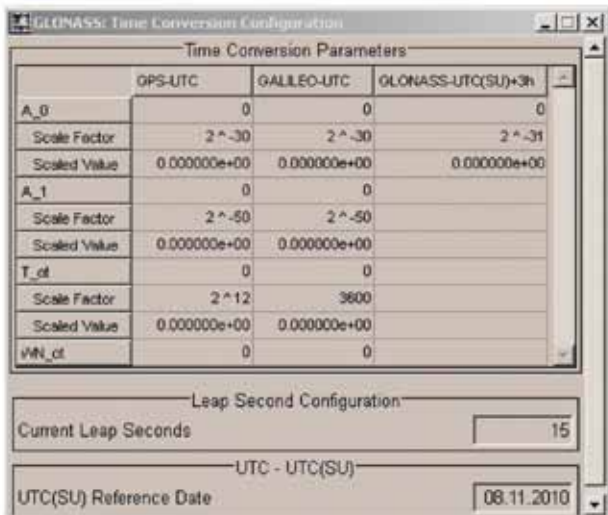 GLONASS: Time Conversion Configuration
Time Conversion Parameters
GPS-UTC GALILEO-UTC GLONASS-UTC(SU)+3h
A_0 0 0 0
Scale Factor 2^-30 2^-30 2^-31
Scaled Value 0.000000e+00 0.000000e+00 0.000000e+00
A_1 0 0
Scale Factor 2^-50 2^-50
Scaled Value 0.000000e+00 0.000000e+00
T_ot 0 0
Scale Factor 2^12 3600
Scaled Value 0.000000e+00 0.000000e+00
WN_ot 0 0
Leap Second Configuration
Current Leap Seconds 15
UTC - UTC(SU)
UTC(SU) Reference Date 08.11.2010